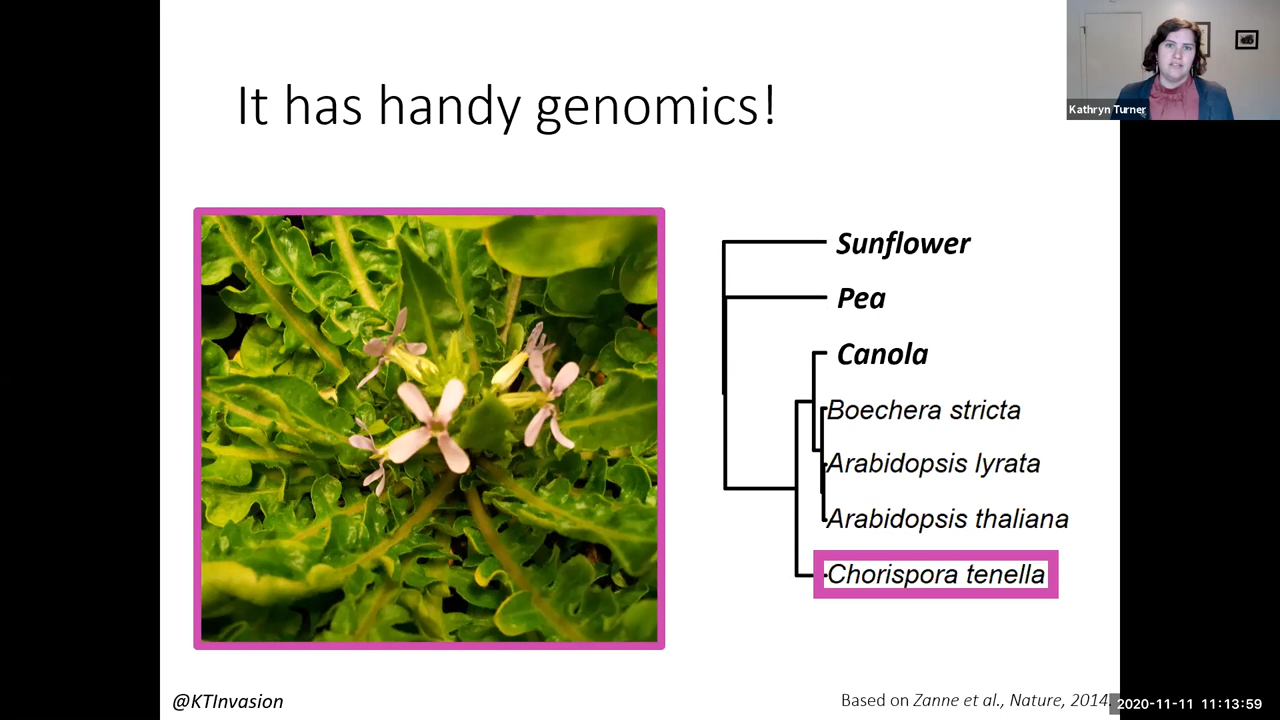 Kathryn Turner
It has handy genomics!
Sunflower
Pea
Canola
Boechera stricta
Arabidopsis lyrata
Arabidopsis thaliana
Chorispora tenella
@KTInvasion
Based on Zanne et al., Nature, 2014.
2020-11-11 11:13:59